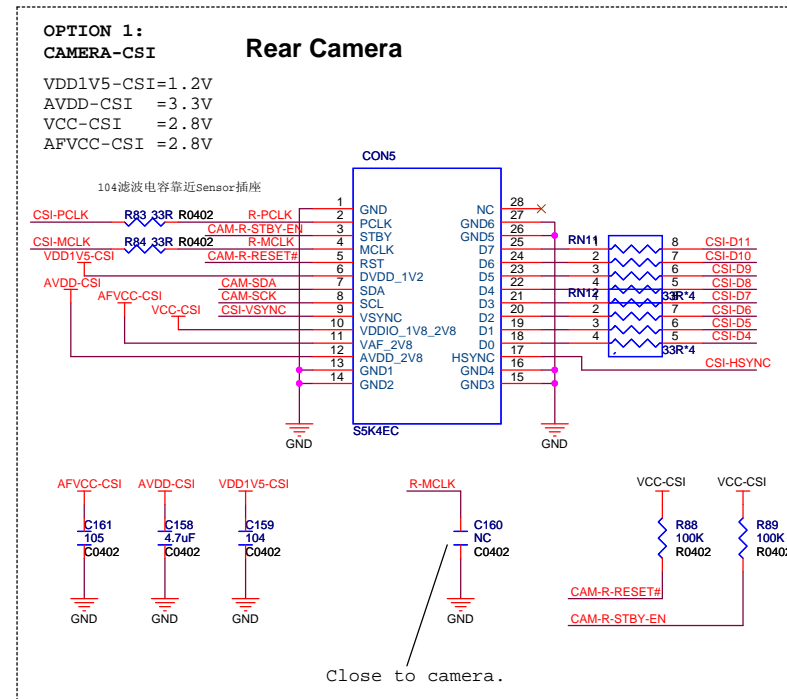 OPTION 1:
CAMERA-CSI
Rear Camera
VDD1V5-CSI=1.2V
AVDD-CSI =3.3V
VCC-CSI =2.8V
AFVCC-CSI =2.8V
CON5
104滤波电容靠近Sensor插座
CSI-PCLK R83 33R R0402 R-PCLK
CAM-R-STBY-EN
CSI-MCLK R84 33R R0402 R-MCLK
VDD1V5-CSI CAM-R-RESET#
AVDD-CSI CAM-SDA
AFVCC-CSI CAM-SCK
VCC-CSI CSI-VSYNC
1 GND NC 28
2 PCLK GND6 27
3 STBY GND5 26
4 MCLK D7 25
5 RST D6 24
6 DVDD_1V2 D5 23
7 SDA D4 22
8 SCL D3 21
9 VSYNC D2 20
10 VDDIO_1V8_2V8 D1 19
11 VAF_2V8 D0 18
12 AVDD_2V8 HSYNC 17
13 GND1 GND4 16
14 GND2 GND3 15
RN11
1 8 CSI-D11
2 7 CSI-D10
3 6 CSI-D9
4 5 CSI-D8
RN12 33R*4
CSI-D7
2 7 CSI-D6
3 6 CSI-D5
4 5 CSI-D4
33R*4
CSI-HSYNC
GND
S5K4EC
GND
AFVCC-CSI AVDD-CSI VDD1V5-CSI R-MCLK VCC-CSI VCC-CSI
C161 C158 C159 C160 R88 R89
105 4.7uF 104 NC 100K 100K
C0402 C0402 C0402 C0402 R0402 R0402
CAM-R-RESET#
CAM-R-STBY-EN
GND GND GND GND
Close to camera.